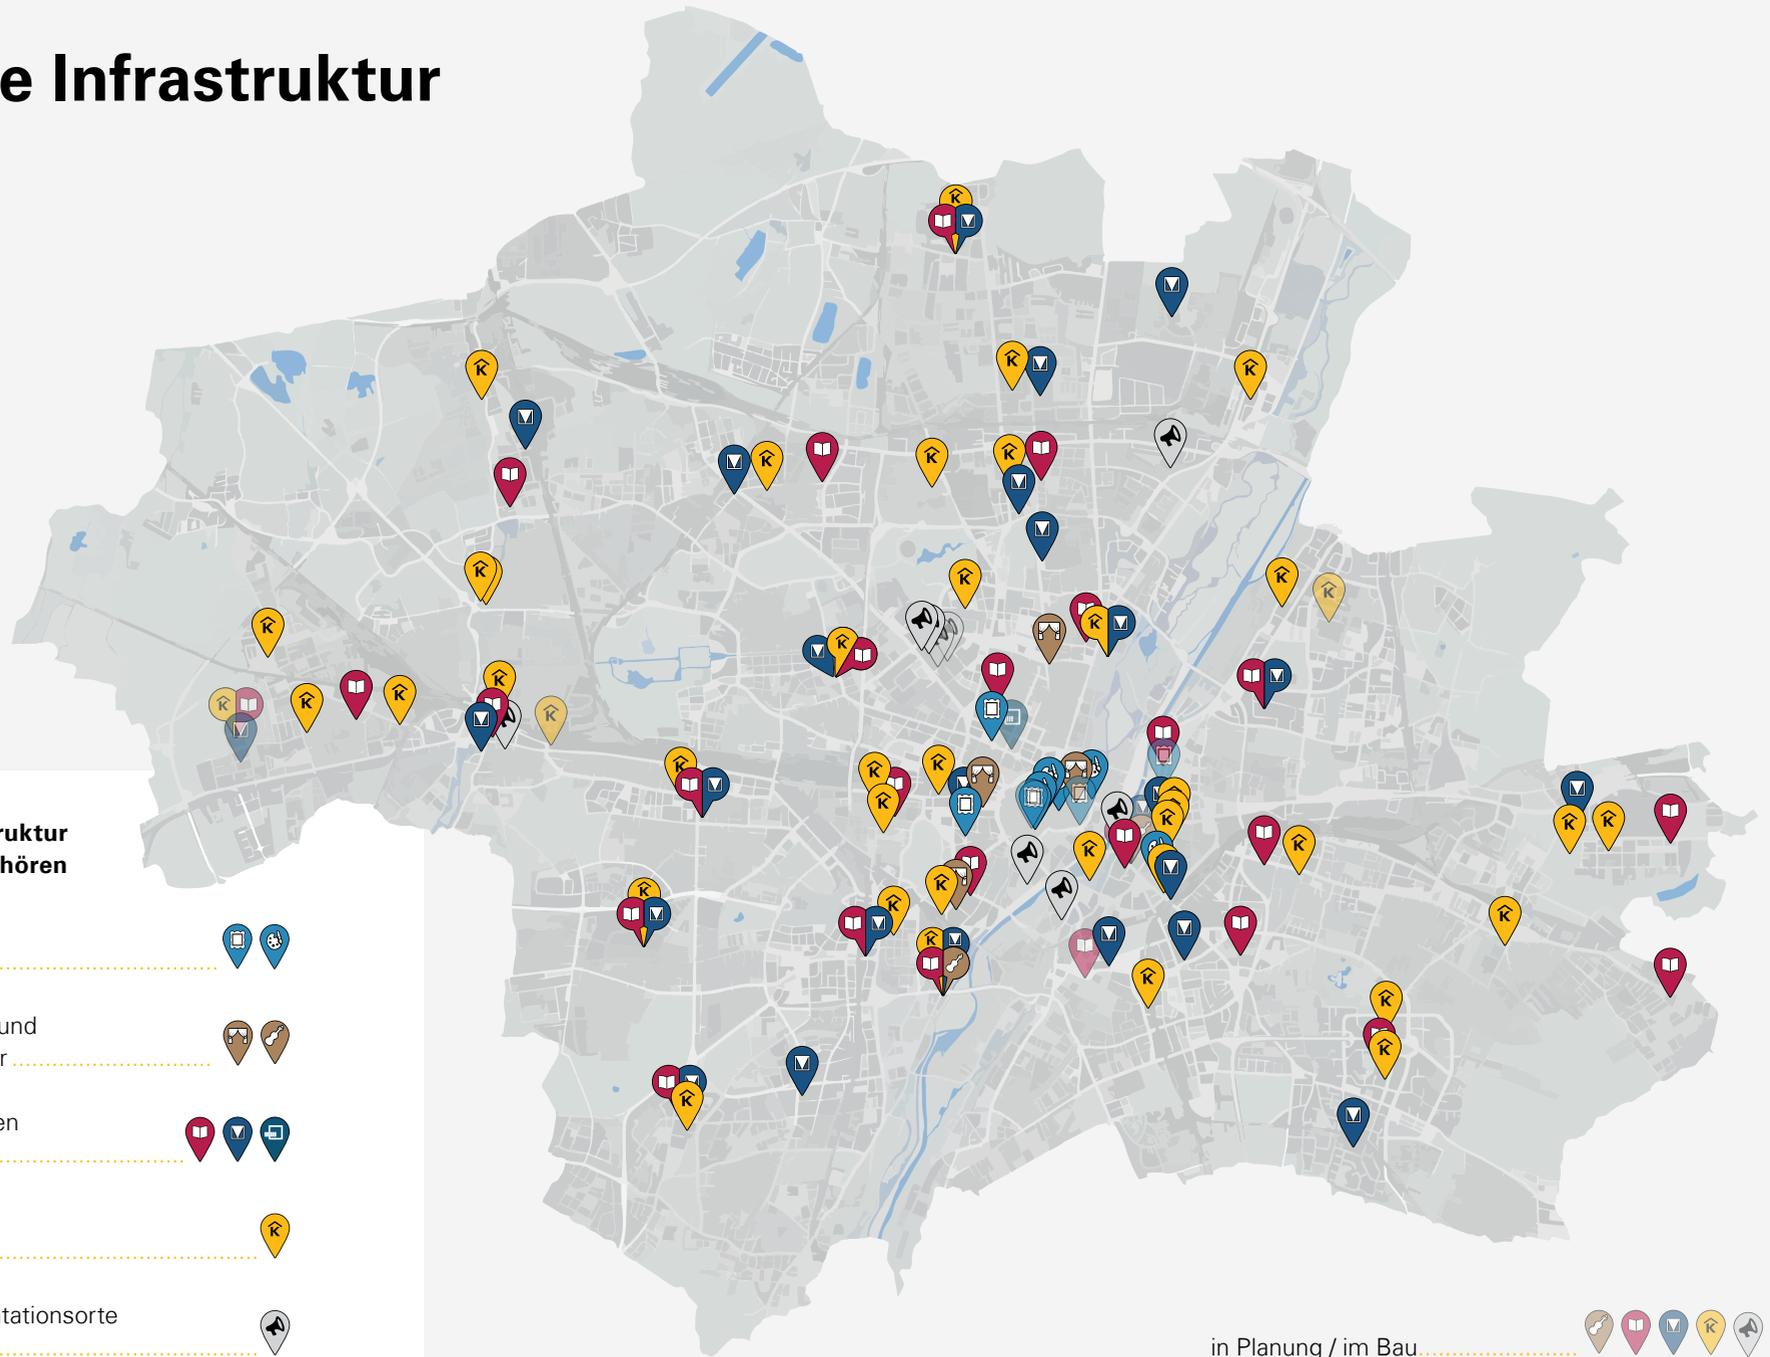 e Infrastruktur
ruktur
hören
und
r
en
tationsorte
in Planung / im Bau